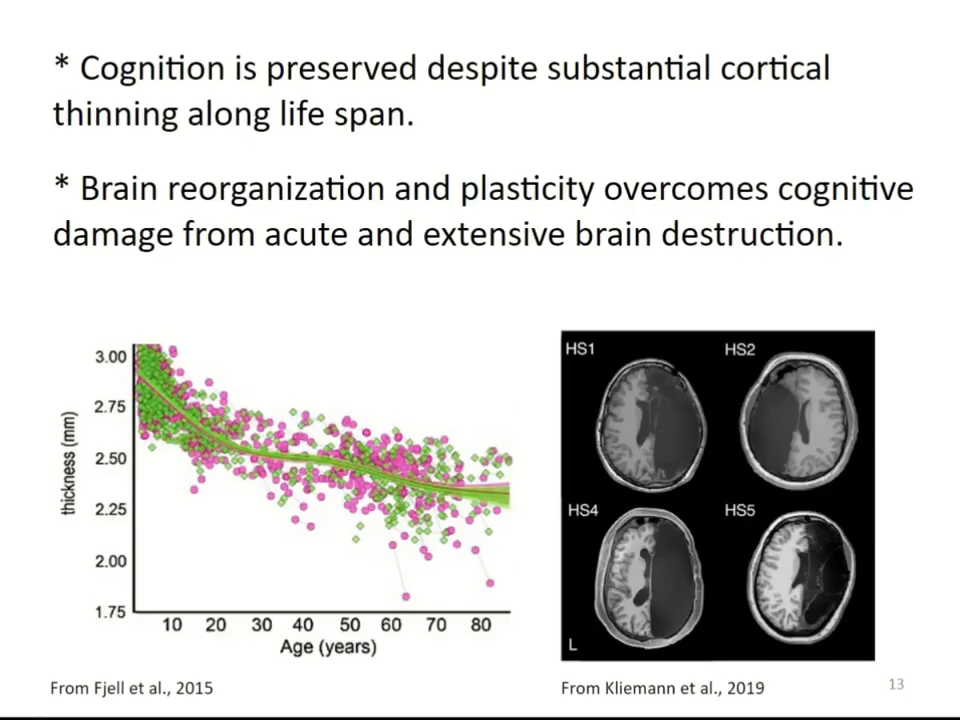 * Cognition is preserved despite substantial cortical
thinning along life span.
* Brain reorganization and plasticity overcomes cognitive
damage from acute and extensive brain destruction.
3.00
2.75
2.50
2.25
2.00
1.75
thickness (mm)
10 20 30 40 50 60 70 80
Age (years)
HS1 HS2
HS4 HS5
L
From Fjell et al., 2015
From Kliemann et al., 2019
13